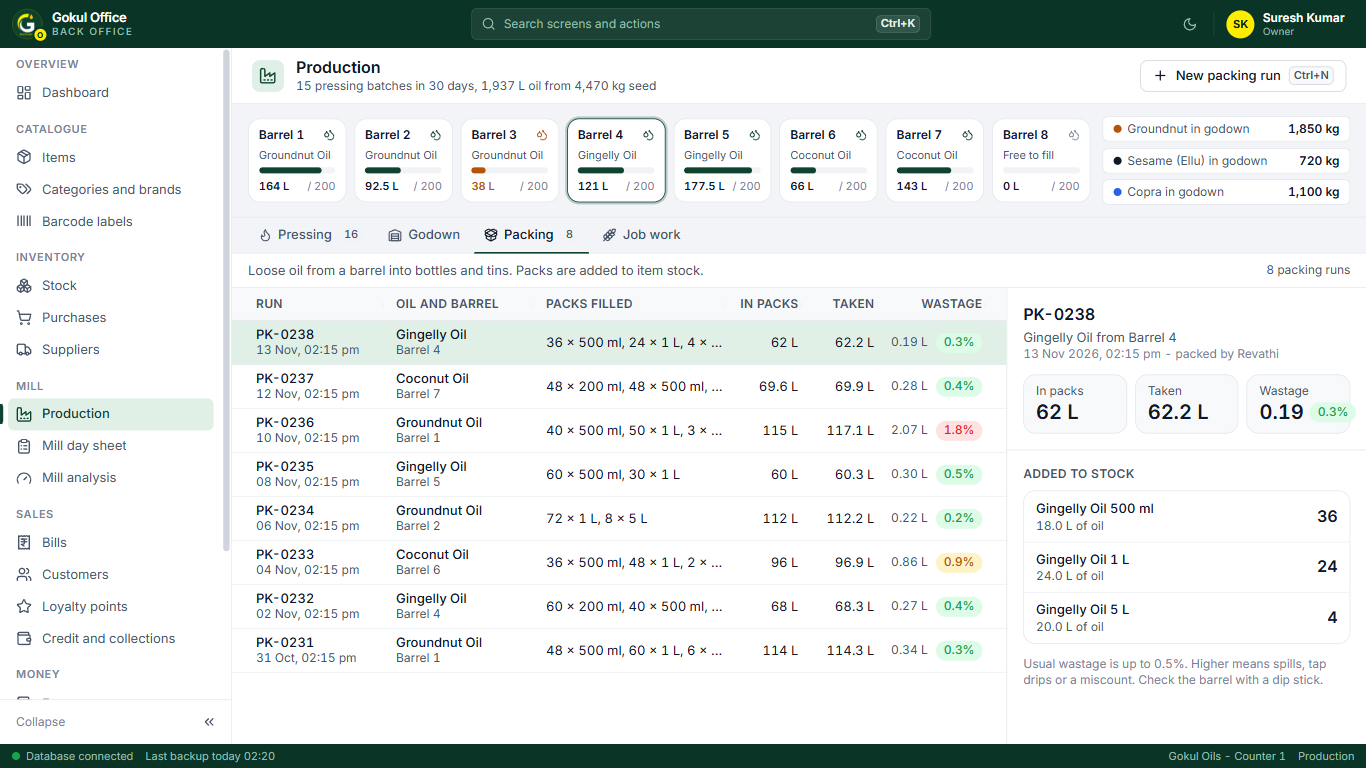 Gokul Office
BACK OFFICE
Search screens and actions
Ctrl+K
SK
Suresh Kumar
Owner
OVERVIEW
Dashboard
CATALOGUE
Items
Categories and brands
Barcode labels
INVENTORY
Stock
Purchases
Suppliers
MILL
Production
Mill day sheet
Mill analysis
SALES
Bills
Customers
Loyalty points
Credit and collections
MONEY
Collapse
Production
15 pressing batches in 30 days, 1,937 L oil from 4,470 kg seed
New packing run Ctrl+N
Barrel 1
Groundnut Oil
164 L / 200
Barrel 2
Groundnut Oil
92.5 L / 200
Barrel 3
Groundnut Oil
38 L / 200
Barrel 4
Gingelly Oil
121 L / 200
Barrel 5
Gingelly Oil
177.5 L / 200
Barrel 6
Coconut Oil
66 L / 200
Barrel 7
Coconut Oil
143 L / 200
Barrel 8
Free to fill
0 L / 200
Groundnut in godown 1,850 kg
Sesame (Ellu) in godown 720 kg
Copra in godown 1,100 kg
Pressing 16 Godown Packing 8 Job work
Loose oil from a barrel into bottles and tins. Packs are added to item stock.
8 packing runs
RUN OIL AND BARREL PACKS FILLED IN PACKS TAKEN WASTAGE
PK-0238 Gingelly Oil
13 Nov, 02:15 pm Barrel 4 36 × 500 ml, 24 × 1 L, 4 × ... 62 L 62.2 L 0.19 L 0.3%
PK-0237 Coconut Oil
12 Nov, 02:15 pm Barrel 7 48 × 200 ml, 48 × 500 ml, ... 69.6 L 69.9 L 0.28 L 0.4%
PK-0236 Groundnut Oil
10 Nov, 02:15 pm Barrel 1 40 × 500 ml, 50 × 1 L, 3 × ... 115 L 117.1 L 2.07 L 1.8%
PK-0235 Gingelly Oil
08 Nov, 02:15 pm Barrel 5 60 × 500 ml, 30 × 1 L 60 L 60.3 L 0.30 L 0.5%
PK-0234 Groundnut Oil
06 Nov, 02:15 pm Barrel 2 72 × 1 L, 8 × 5 L 112 L 112.2 L 0.22 L 0.2%
PK-0233 Coconut Oil
04 Nov, 02:15 pm Barrel 6 36 × 500 ml, 48 × 1 L, 2 × ... 96 L 96.9 L 0.86 L 0.9%
PK-0232 Gingelly Oil
02 Nov, 02:15 pm Barrel 4 60 × 200 ml, 40 × 500 ml, ... 68 L 68.3 L 0.27 L 0.4%
PK-0231 Groundnut Oil
31 Oct, 02:15 pm Barrel 1 48 × 500 ml, 60 × 1 L, 6 × ... 114 L 114.3 L 0.34 L 0.3%
PK-0238
Gingelly Oil from Barrel 4
13 Nov 2026, 02:15 pm - packed by Revathi
In packs
62 L
Taken
62.2 L
Wastage
0.19 0.3%
ADDED TO STOCK
Gingelly Oil 500 ml
18.0 L of oil
36
Gingelly Oil 1 L
24.0 L of oil
24
Gingelly Oil 5 L
20.0 L of oil
4
Usual wastage is up to 0.5%. Higher means spills, tap
drips or a miscount. Check the barrel with a dip stick.
Database connected Last backup today 02:20
Gokul Oils - Counter 1 Production